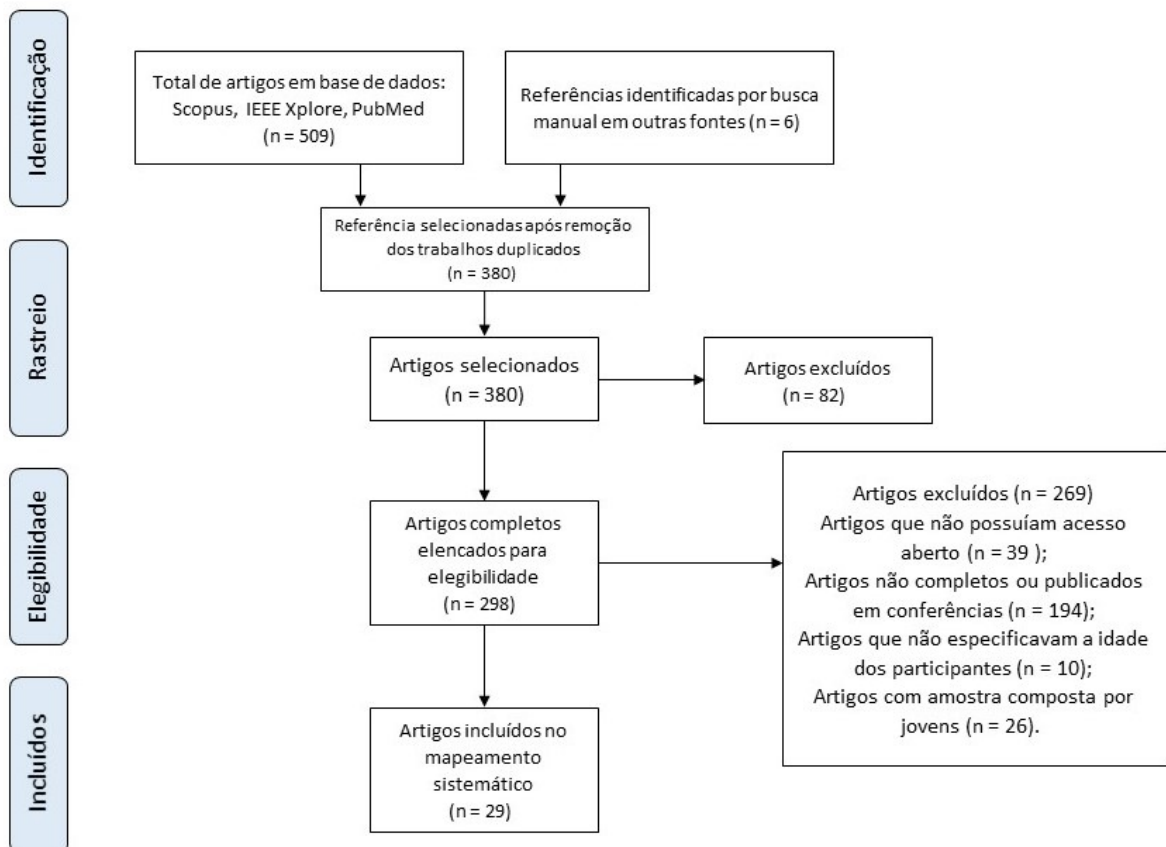 Identificação
Total de artigos em base de dados:
Scopus, IEEE Xplore, PubMed
(n = 509)
Referências identificadas por busca
manual em outras fontes (n = 6)
Referência selecionadas após remoção
dos trabalhos duplicados
(n = 380)
Rastreio
Artigos selecionados
(n = 380)
Artigos excluídos
(n = 82)
Elegibilidade
Artigos completos
elencados para
elegibilidade
(n = 298)
Artigos excluídos (n = 269)
Artigos que não possuíam acesso
aberto (n = 39 );
Artigos não completos ou publicados
em conferências (n = 194);
Artigos que não especificavam a idade
dos participantes (n = 10);
Artigos com amostra composta por
jovens (n = 26).
Incluídos
Artigos incluídos no
mapeamento
sistemático
(n = 29)